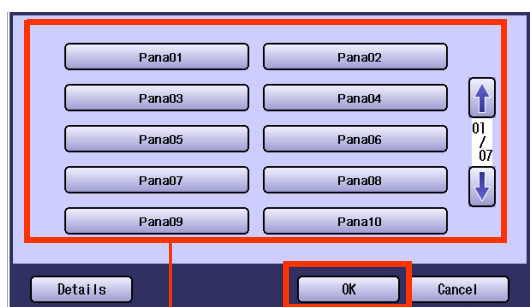 Pana01 Pana02
Pana03 Pana04
Pana05 Pana06
Pana07 Pana08
Pana09 Pana10
01
/
07
Details OK Cancel